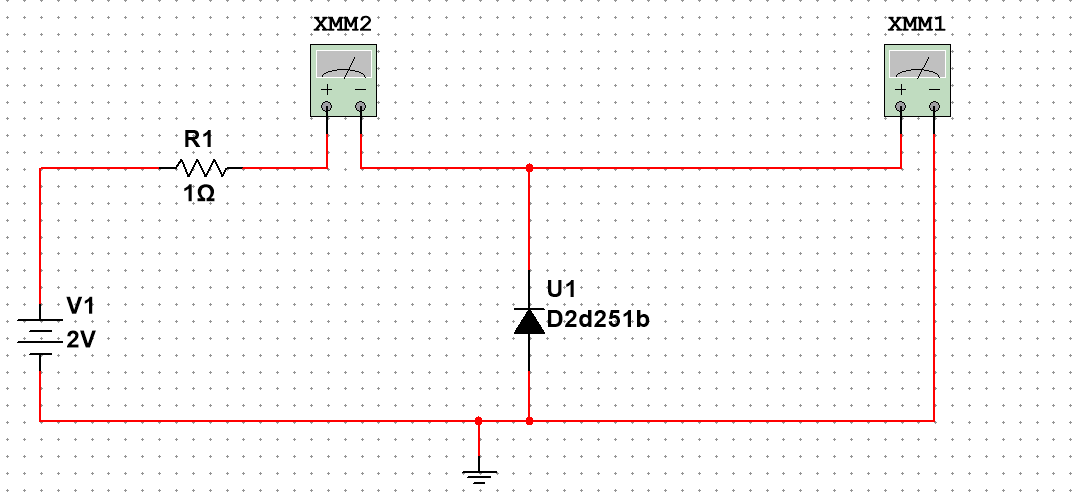 XMM2
XMM1
+ −
+ −
R1
1Ω
V1
2V
U1
D2d251b